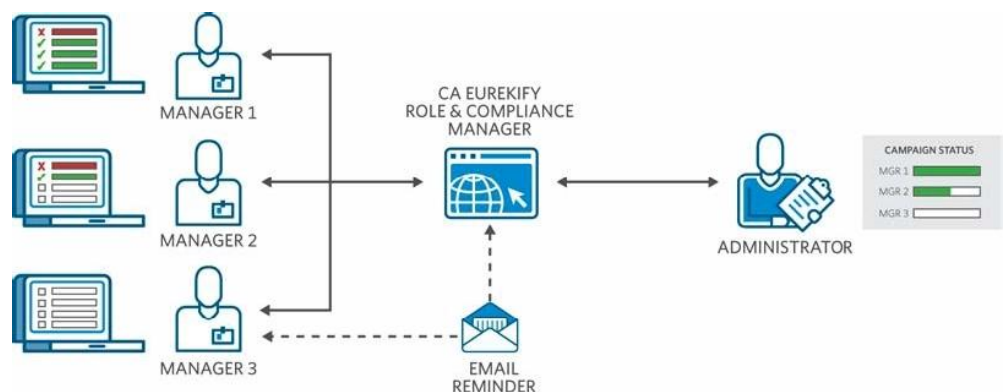 MANAGER 1
MANAGER 2
MANAGER 3
CA EUREKIFY
ROLE & COMPLIANCE
MANAGER
EMAIL
REMINDER
ADMINISTRATOR
CAMPAIGN STATUS
MGR 1
MGR 2
MGR 3